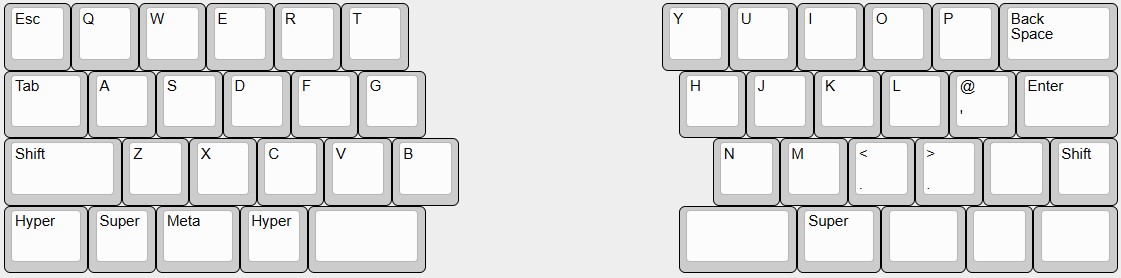 Esc Q W E R T Y U I O P Back
Space
Tab A S D F G H J K L @ Enter
'
Shift Z X C V B N M < > Shift
. .
Hyper Super Meta Hyper Super